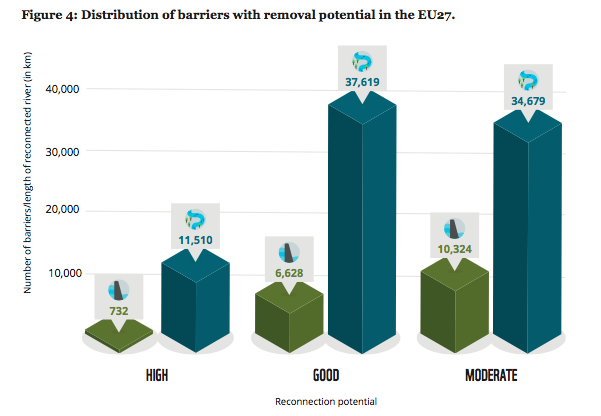 Figure 4: Distribution of barriers with removal potential in the EU27.
Number of barriers/length of reconnected river (in km)
40,000
30,000
20,000
10,000
732
11,510
6,628
37,619
10,324
34,679
HIGH
GOOD
MODERATE
Reconnection potential